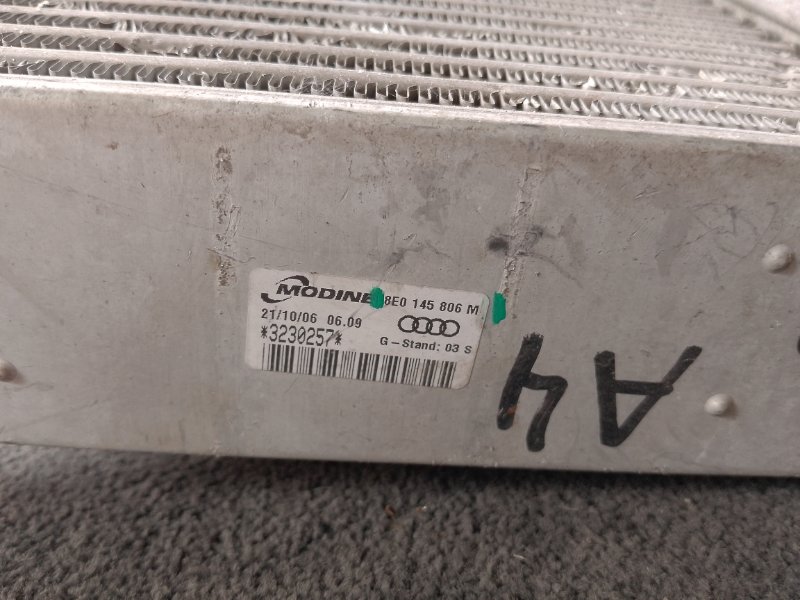 MODINE 8E0 145 806 M
21/10/06 06.09
*3230257* G-Stand: 03 S
A4